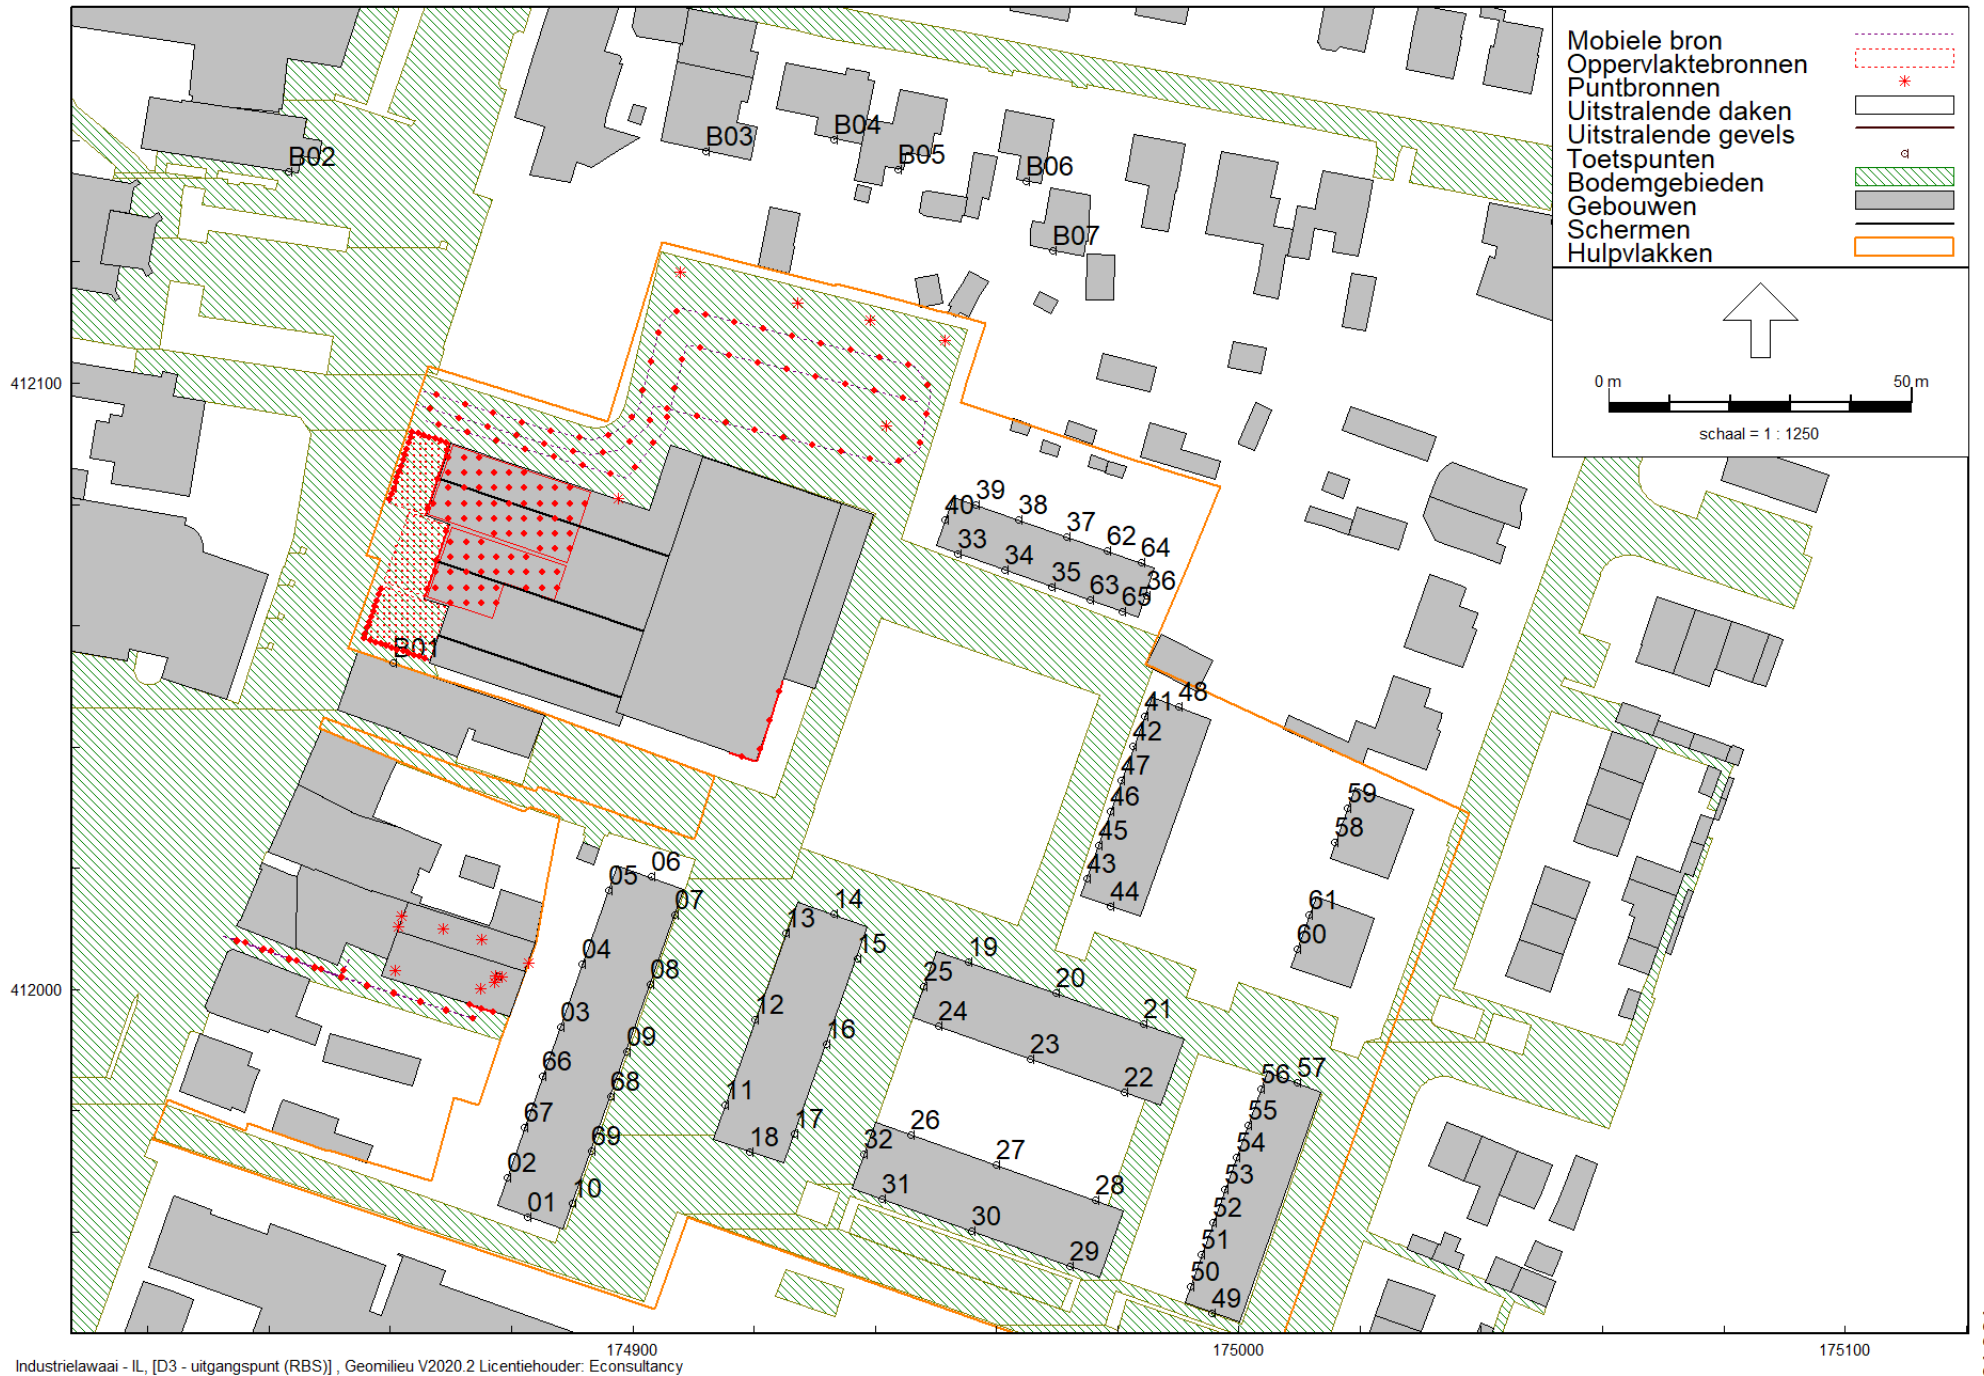 Mobiele bron
Oppervlaktebronnen
Puntbronnen
Uitstralende daken
Uitstralende gevels
Toetspunten
Bodemgebieden
Gebouwen
Schermen
Hulpvlakken
0 m 50 m
schaal = 1 : 1250
B02
B03
B04
B05
B06
B07
412100
40 39 38 37 62 64
33 34 35 63 65 36
B01
41 48
42
47
46
45
43
44
59
58
61
60
05 06
07
04
08
03
09
66
68
67
69
02
01 10
13 14
15
12
16
11
17
18
19
20
21
25
24
23
22
26
27
28
32
31
30
29
56 57
55
54
53
52
51
50
49
412000
174900 175000 175100
Industrielawaai - IL, [D3 - uitgangspunt (RBS)] , Geomilieu V2020.2 Licentiehouder: Econsultancy